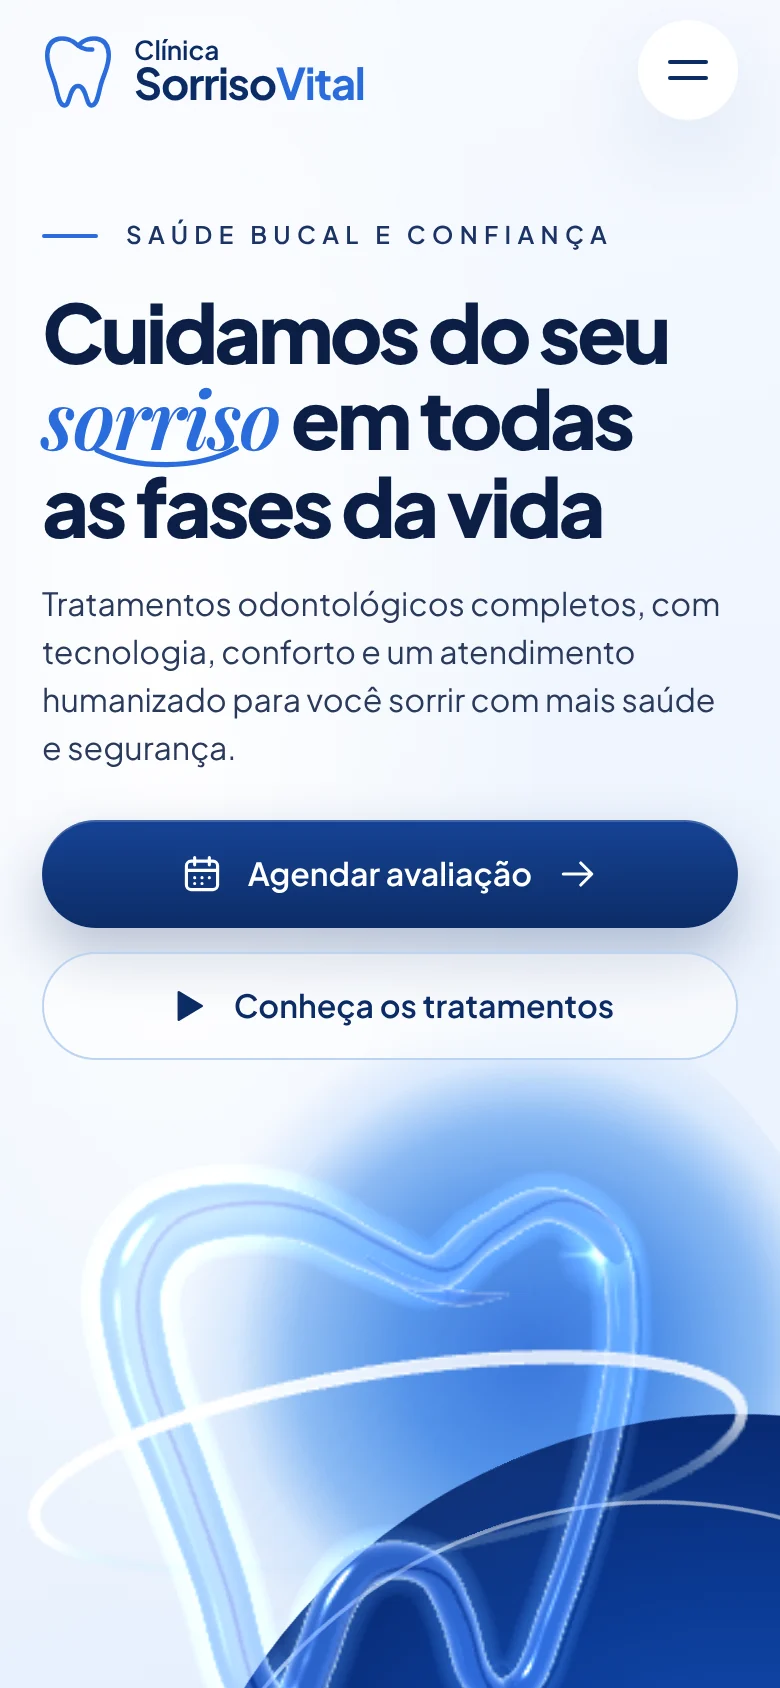 Clínica
SorrisoVital
SAÚDE BUCAL E CONFIANÇA
Cuidamos do seu
sorriso em todas
as fases da vida
Tratamentos odontológicos completos, com
tecnologia, conforto e um atendimento
humanizado para você sorrir com mais saúde
e segurança.
Agendar avaliação
Conheça os tratamentos